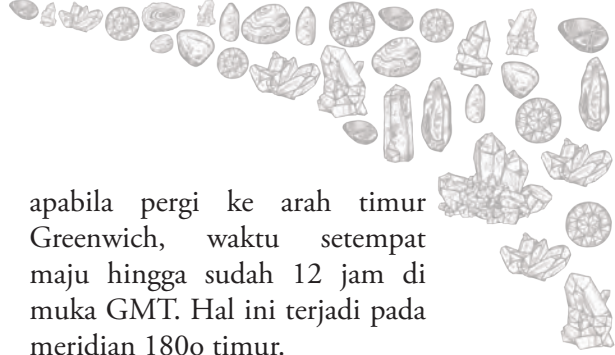 apabila pergi ke arah timur
Greenwich, waktu setempat
maju hingga sudah 12 jam di
muka GMT. Hal ini terjadi pada
meridian 180o timur.